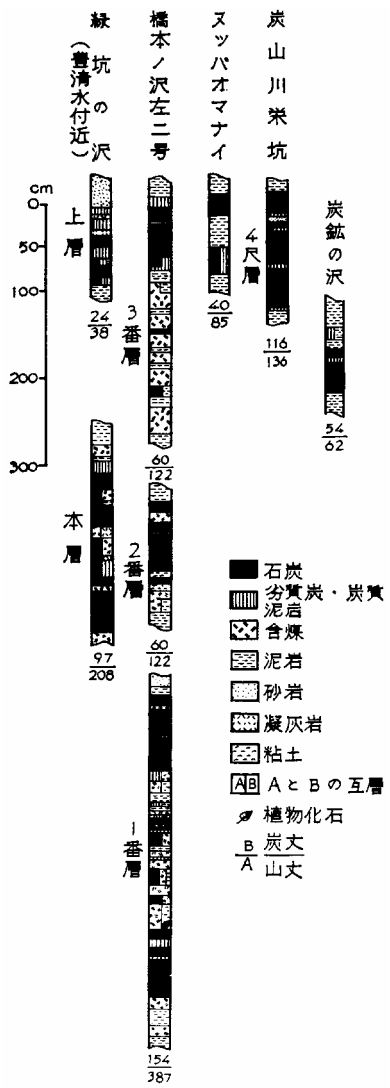 緑坑の沢
(豊清水付近)
橋本ノ沢左二号
ヌッパオマナイ
炭山川栄坑
炭鉱の沢
cm
0
50
100
200
300
上層
24/38
本層
97/208
3番層
60/122
2番層
60/122
1番層
154/387
40/85
4尺層
116/136
54/62
石炭
劣質炭・炭質泥岩
含煤
泥岩
砂岩
凝灰岩
粘土
AB AとBの互層
植物化石
B/A 炭丈/山丈